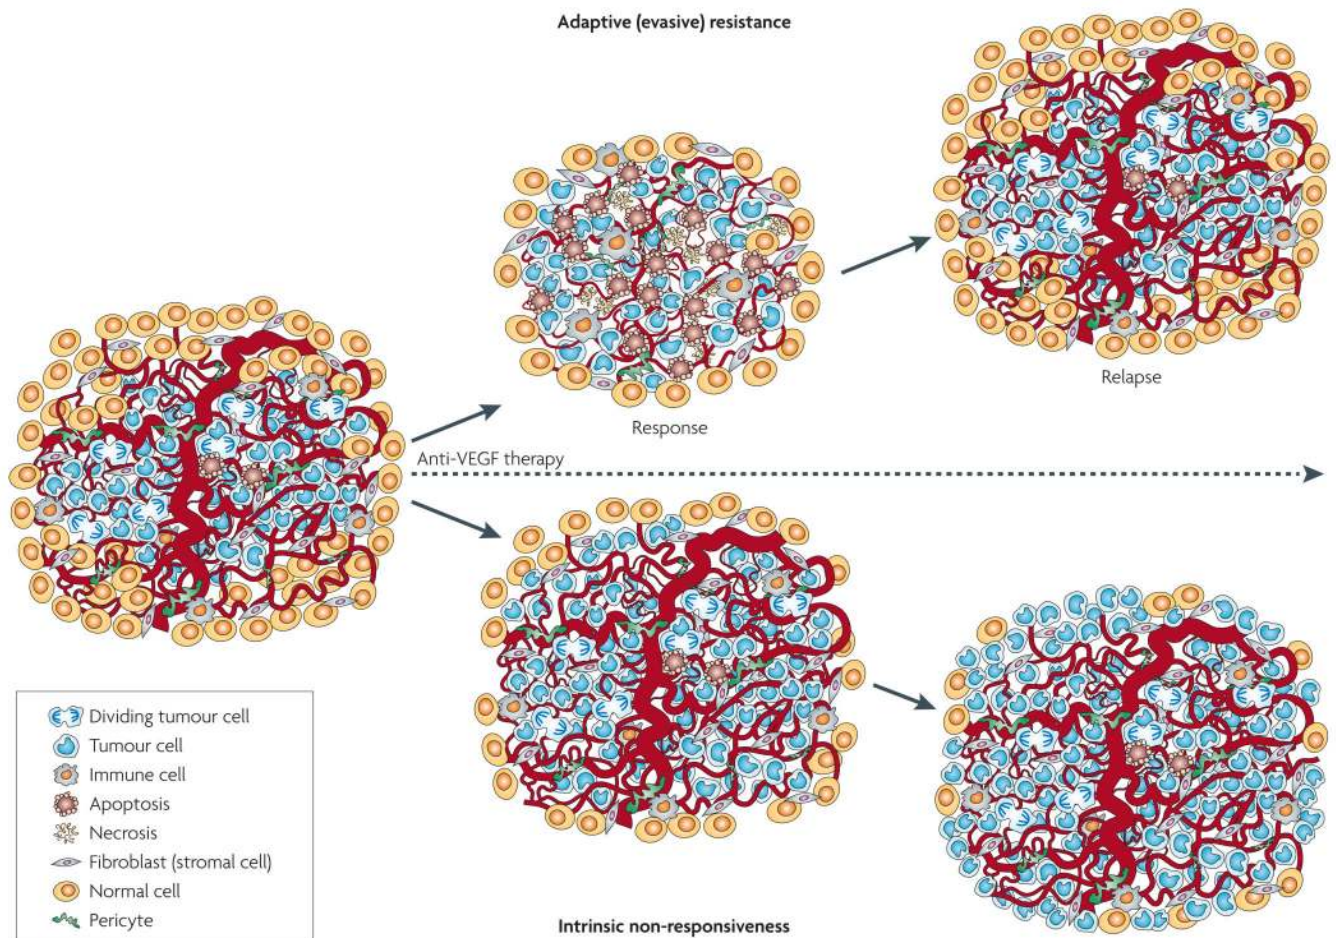 Adaptive (evasive) resistance
Relapse
Response
Anti-VEGF therapy
Dividing tumour cell
Tumour cell
Immune cell
Apoptosis
Necrosis
Fibroblast (stromal cell)
Normal cell
Pericyte
Intrinsic non-responsiveness